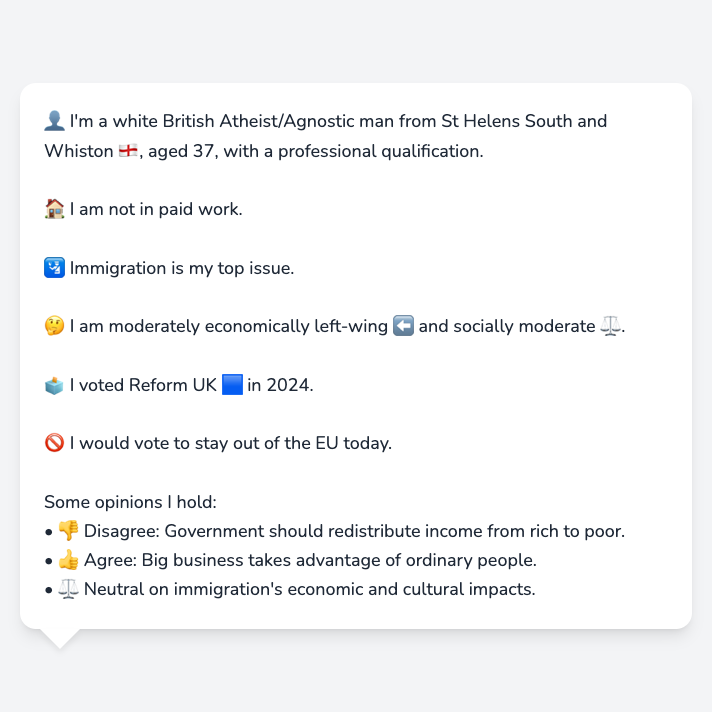 👤 I'm a white British Atheist/Agnostic man from St Helens South and
Whiston 🏴󠁧󠁢󠁥󠁮󠁧󠁿, aged 37, with a professional qualification.
🏠 I am not in paid work.
🛂 Immigration is my top issue.
🤔 I am moderately economically left-wing ⬅️ and socially moderate ⚖️.
🗳️ I voted Reform UK 🟦 in 2024.
🚫 I would vote to stay out of the EU today.
Some opinions I hold:
• 👎 Disagree: Government should redistribute income from rich to poor.
• 👍 Agree: Big business takes advantage of ordinary people.
• ⚖️ Neutral on immigration's economic and cultural impacts.